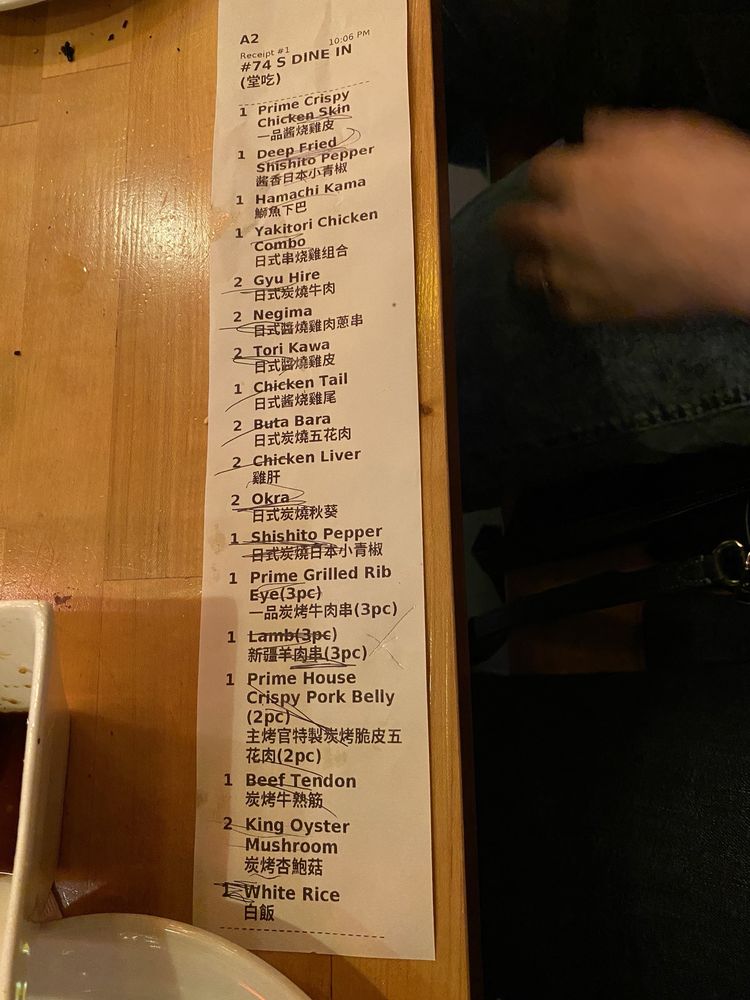 A2
Receipt #1 10:06 PM
#74 S DINE IN
(堂吃)
1 Prime Crispy
Chicken Skin
一品酱烧雞皮
1 Deep Fried
Shishito Pepper
酱香日本小青椒
1 Hamachi Kama
鰤魚下巴
1 Yakitori Chicken
Combo
日式串烧雞组合
2 Gyu Hire
日式炭燒牛肉
2 Negima
日式醬燒雞肉蔥串
2 Tori Kawa
日式醬燒雞皮
1 Chicken Tail
日式酱烧雞尾
2 Buta Bara
日式炭燒五花肉
2 Chicken Liver
雞肝
2 Okra
日式炭燒秋葵
1 Shishito Pepper
日式炭燒日本小青椒
1 Prime Grilled Rib
Eye(3pc)
一品炭烤牛肉串(3pc)
1 Lamb(3pc)
新疆羊肉串(3pc)
1 Prime House
Crispy Pork Belly
(2pc)
主烤官特製炭烤脆皮五
花肉(2pc)
1 Beef Tendon
炭烤牛熟筋
2 King Oyster
Mushroom
炭烤杏鮑菇
1 White Rice
白飯